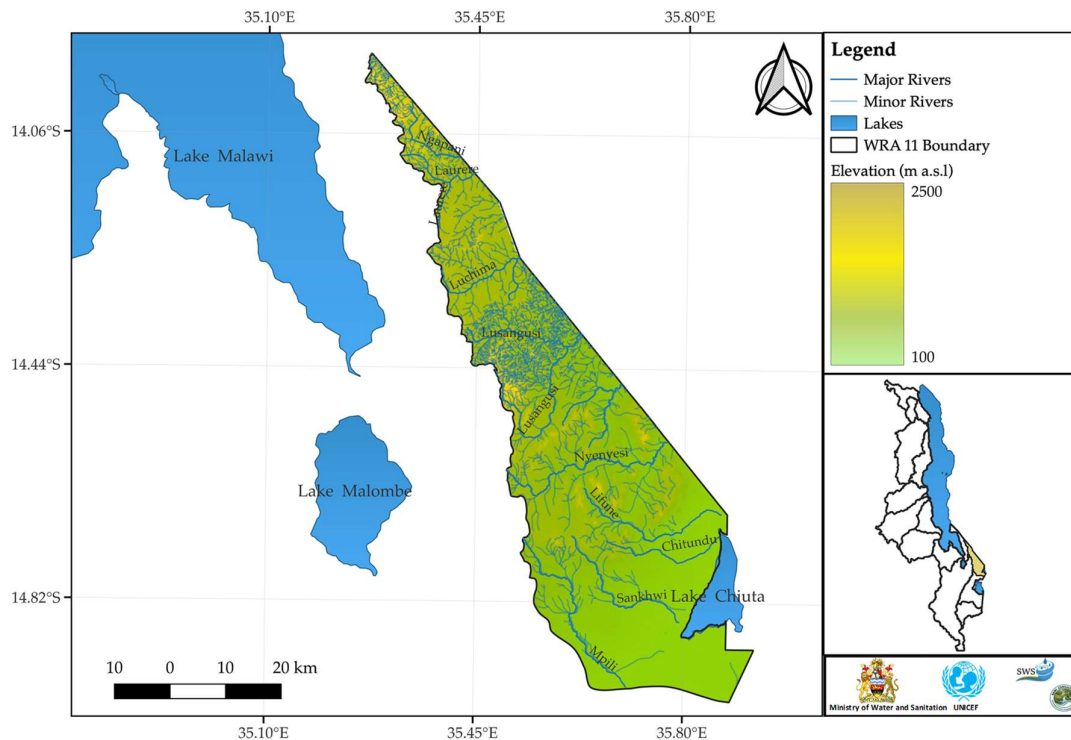 35.10°E
35.45°E
35.80°E
14.06°S
14.44°S
14.82°S
Lake Malawi
Ngapani
Laurere
Luchima
Lusangusi
Lusangusi
Nyenyesi
Lifune
Chitundu
Sankhwi
Lake Chiuta
Mpili
Lake Malombe
10 0 10 20 km
35.10°E
35.45°E
35.80°E
Legend
Major Rivers
Minor Rivers
Lakes
WRA 11 Boundary
Elevation (m a.s.l)
2500
100
sws
Ministry of Water and Sanitation
UNICEF